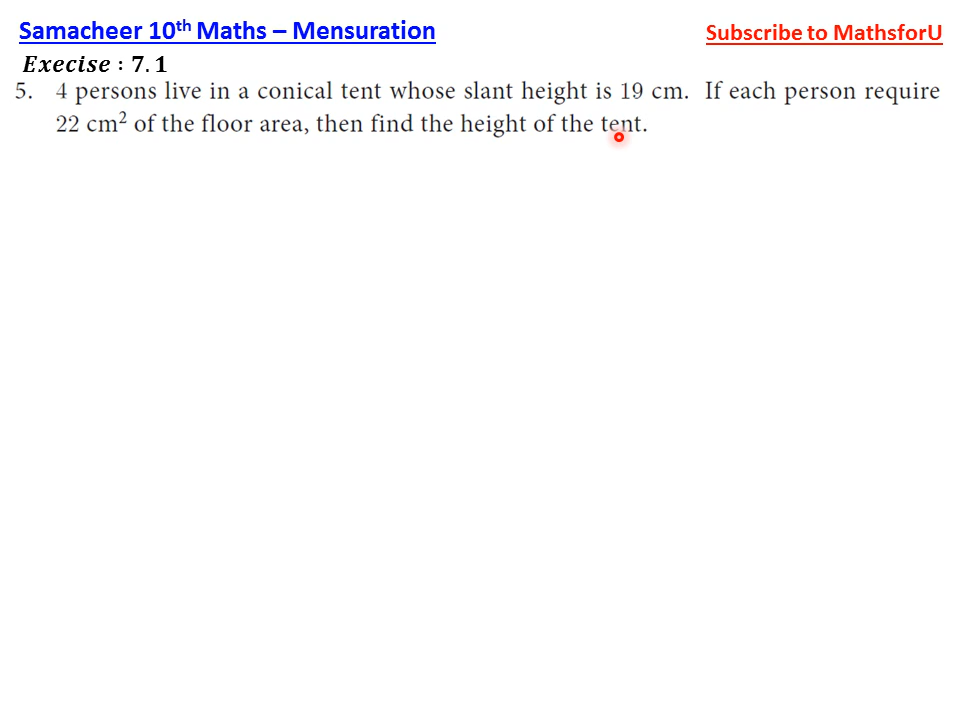 Samacheer 10th Maths – Mensuration
Subscribe to MathsforU
Execise : 7.1
5. 4 persons live in a conical tent whose slant height is 19 cm. If each person require
22 cm² of the floor area, then find the height of the tent.